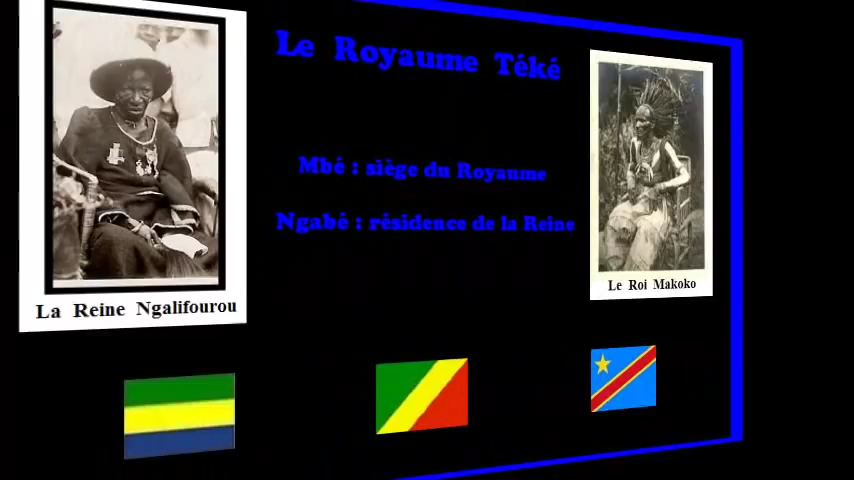 Le Royaume Téké
Mbé : siège du Royaume
Ngabé : résidence de la Reine
La Reine Ngalifourou
Le Roi Makoko